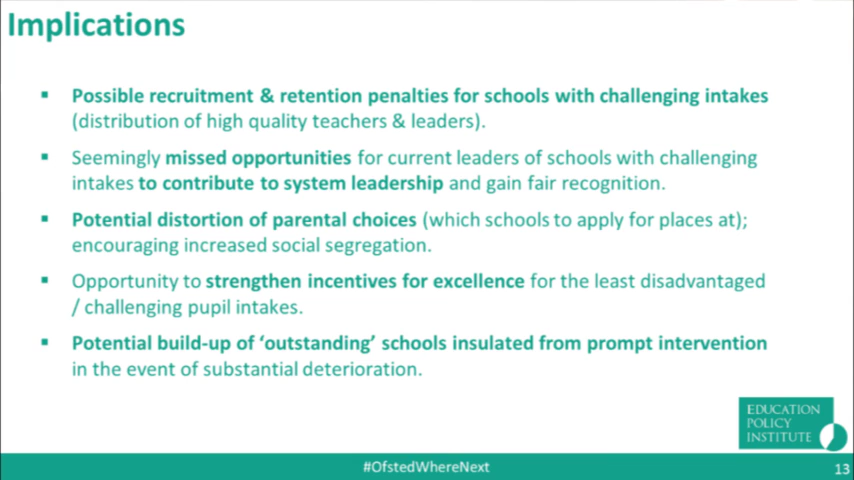 Implications
▪ Possible recruitment & retention penalties for schools with challenging intakes
(distribution of high quality teachers & leaders).
▪ Seemingly missed opportunities for current leaders of schools with challenging
intakes to contribute to system leadership and gain fair recognition.
▪ Potential distortion of parental choices (which schools to apply for places at);
encouraging increased social segregation.
▪ Opportunity to strengthen incentives for excellence for the least disadvantaged
/ challenging pupil intakes.
▪ Potential build-up of ‘outstanding’ schools insulated from prompt intervention
in the event of substantial deterioration.
EDUCATION
POLICY
INSTITUTE
#OfstedWhereNext
13